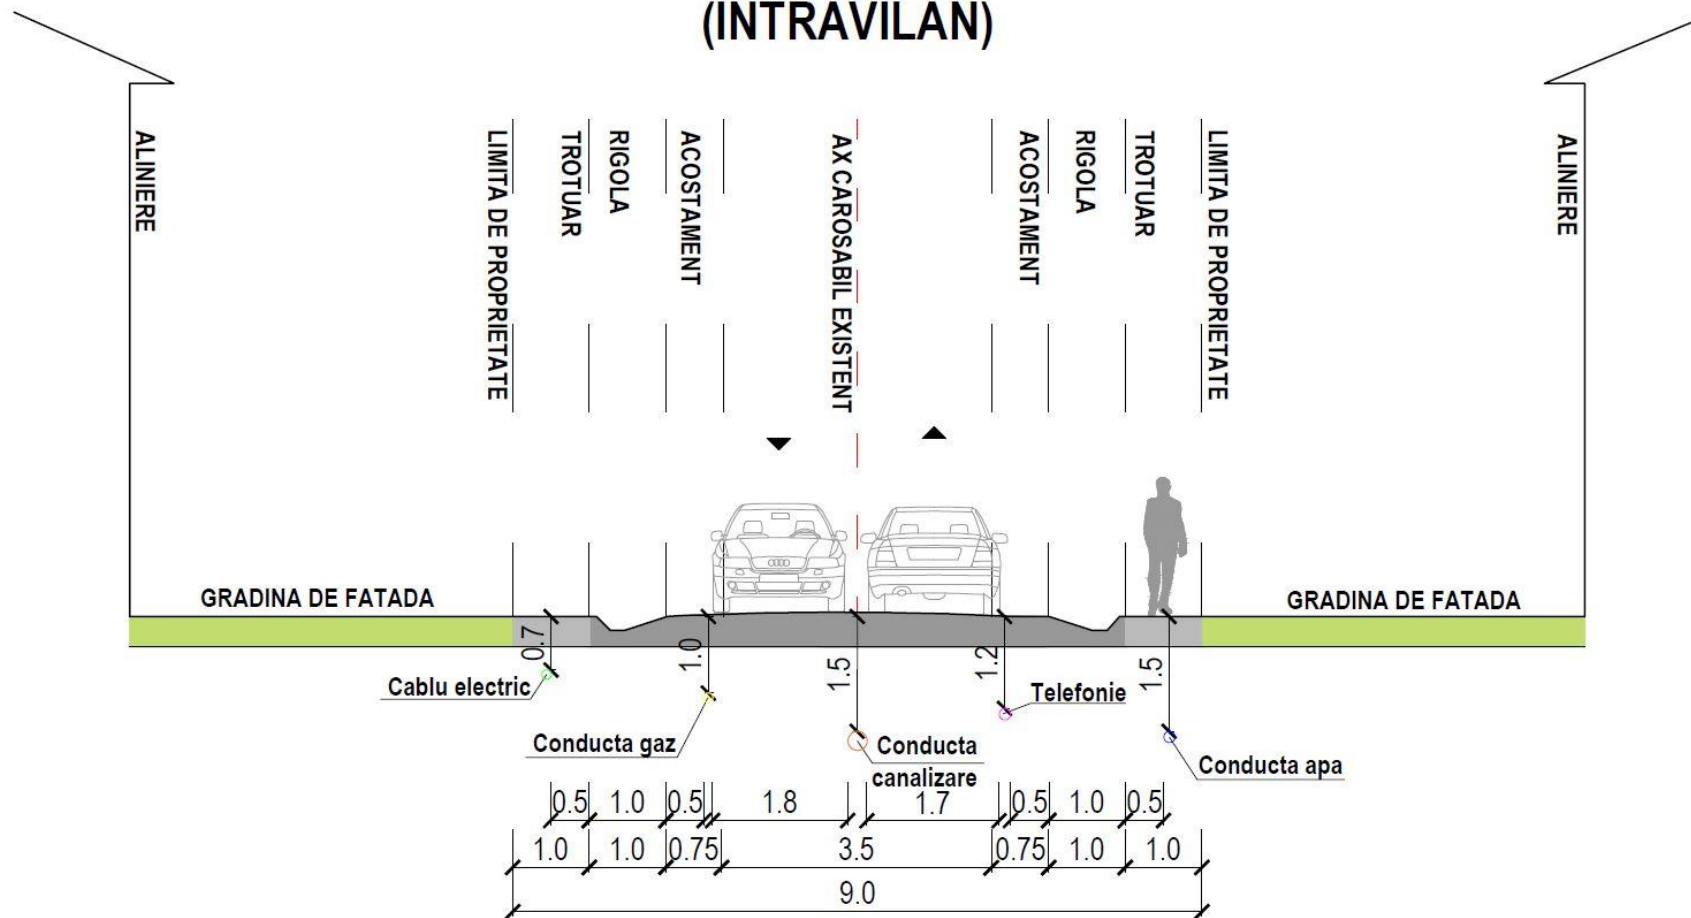 (INTRAVILAN)
ALINIERE
LIMITA DE PROPRIETATE
TROTUAR
RIGOLA
ACOSTAMENT
AX CAROSABIL EXISTENT
ACOSTAMENT
RIGOLA
TROTUAR
LIMITA DE PROPRIETATE
ALINIERE
GRADINA DE FATADA
GRADINA DE FATADA
0.7
1.0
1.5
1.2
1.5
Cablu electric
Telefonie
Conducta gaz
Conducta
canalizare
Conducta apa
0.5 1.0 0.5 1.8 1.7 0.5 1.0 0.5
1.0 1.0 0.75 3.5 0.75 1.0 1.0
9.0